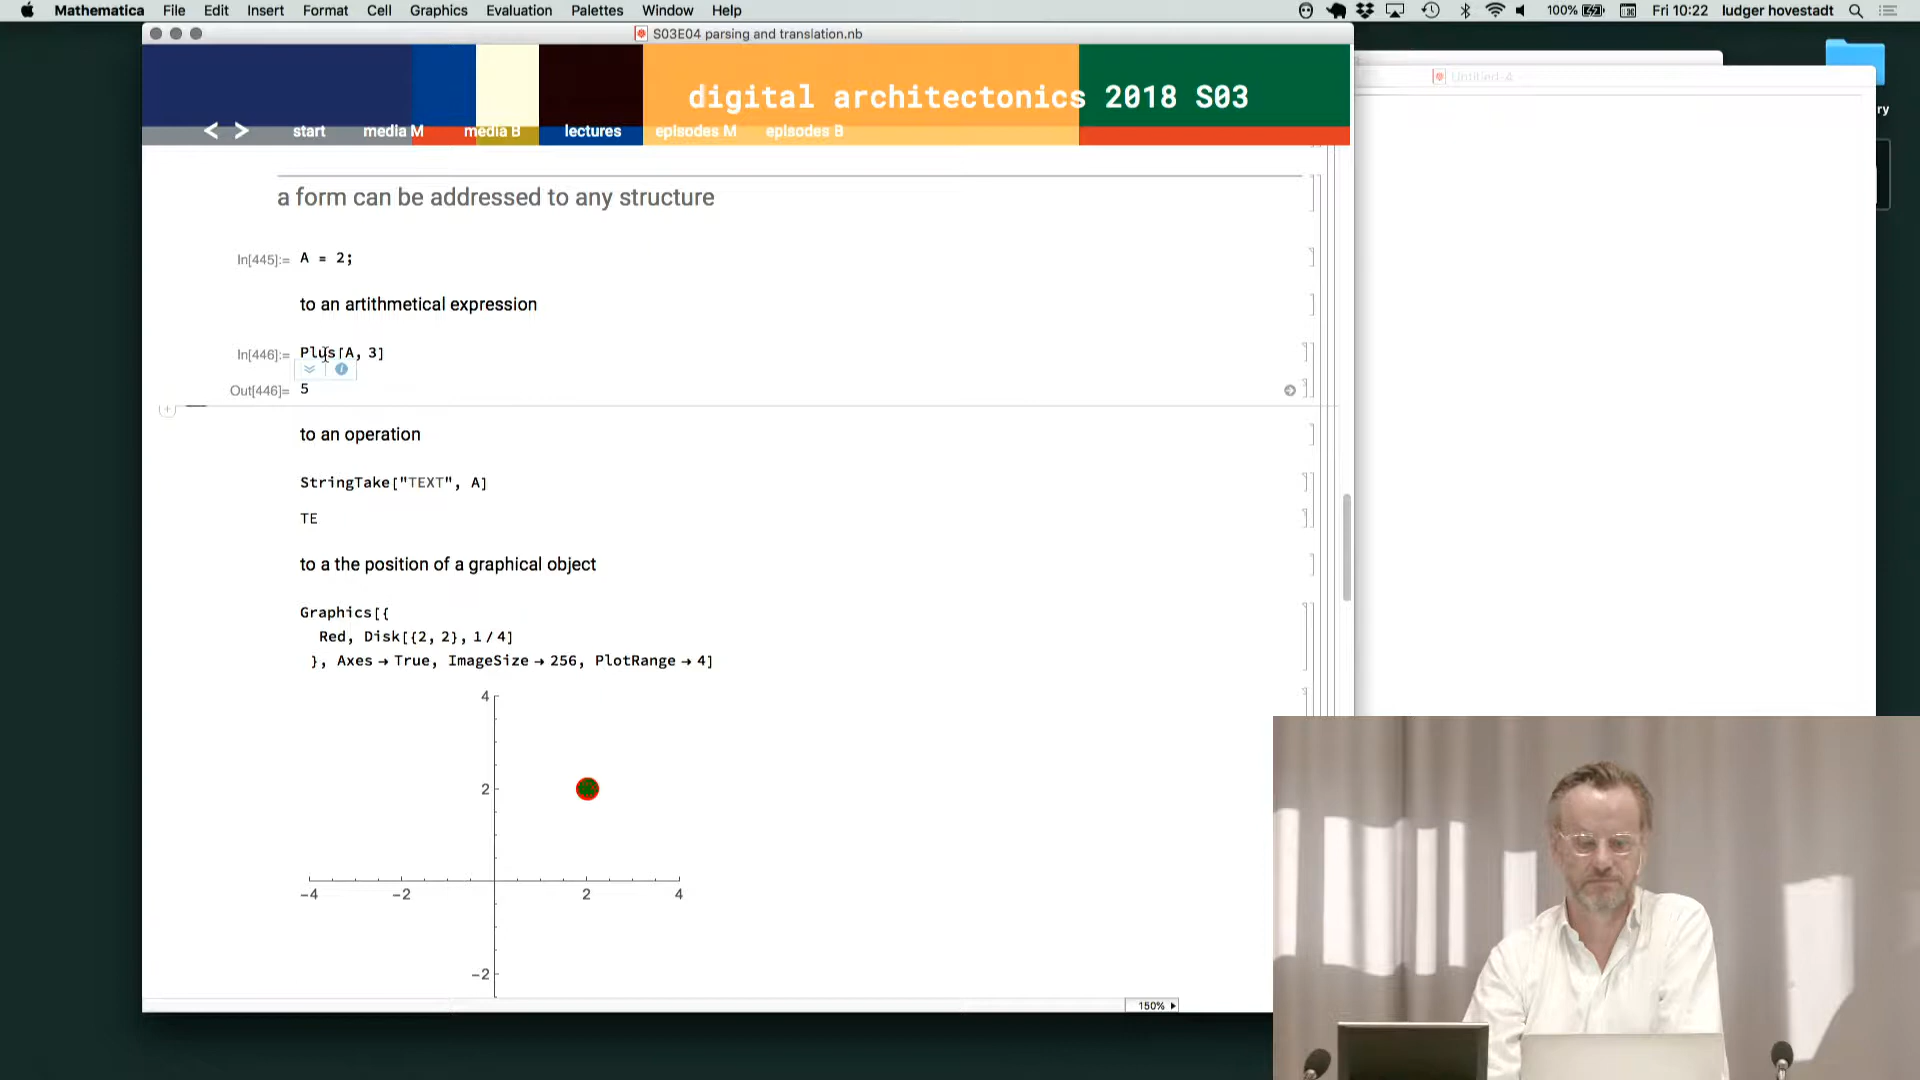 Mathematica File Edit Insert Format Cell Graphics Evaluation Palettes Window Help 100% Fri 10:22 ludger hovestadt
S03E04 parsing and translation.nb
Untitled-4
digital architectonics 2018 S03
< > start media M media B lectures episodes M episodes B
ry
a form can be addressed to any structure
In[445]:= A = 2;
to an artithmetical expression
In[446]:= Plus[A, 3]
Out[446]= 5
to an operation
StringTake["TEXT", A]
TE
to a the position of a graphical object
Graphics[{
Red, Disk[{2, 2}, 1/4]
}, Axes → True, ImageSize → 256, PlotRange → 4]
4
2
-4 -2 2 4
-2
150%